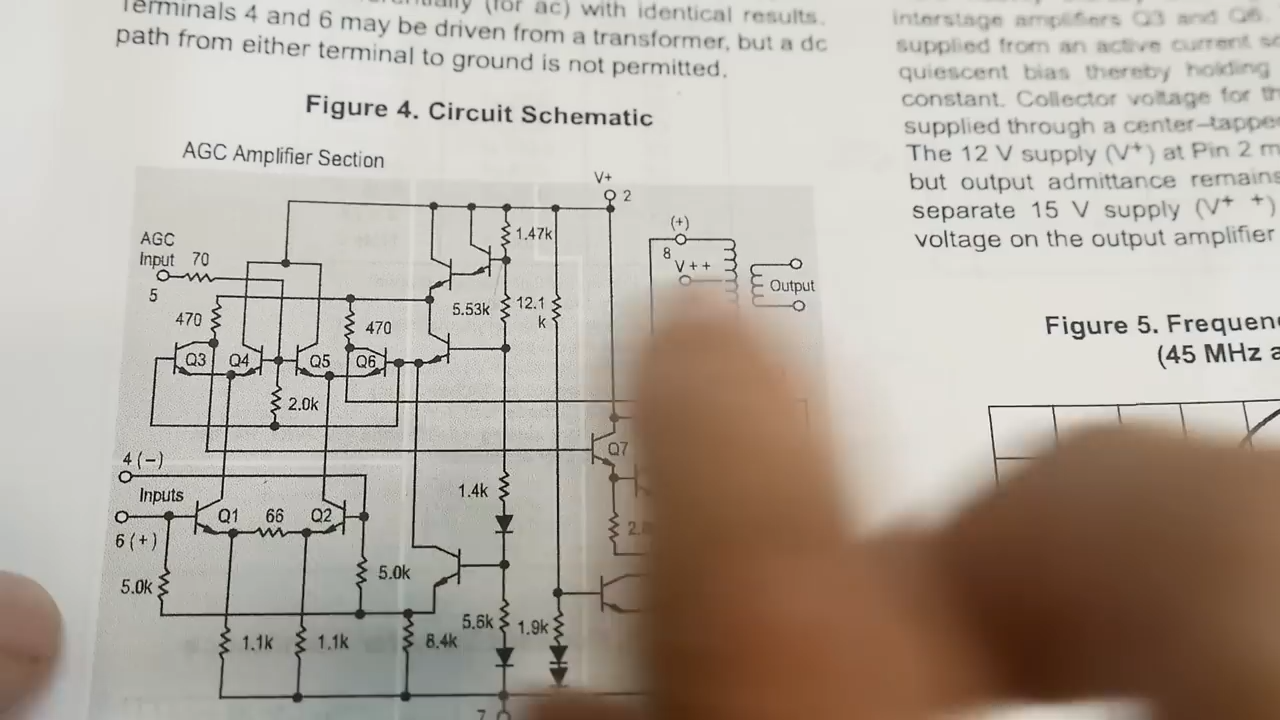 (for ac) with identical results.
Terminals 4 and 6 may be driven from a transformer, but a dc
path from either terminal to ground is not permitted.
Figure 4. Circuit Schematic
AGC Amplifier Section
V+
2
AGC
Input 70
5
1.47k
(+)
8
V + +
Output
470
470
5.53k
12.1
k
Q3 Q4 Q5 Q6
2.0k
Q7
4 (–)
Inputs
1.4k
Q1 66 Q2
6 (+)
5.0k
5.0k
5.6k
1.9k
1.1k
1.1k
8.4k
7
interstage amplifiers Q3 and Q6.
supplied from an active current
quiescent bias thereby holding
constant. Collector voltage for
supplied through a
The 12 V supply (V+) at Pin 2
but output admittance remains
separate 15 V supply (V+ +)
voltage on the output amplifier
Figure 5.
(45 MHz